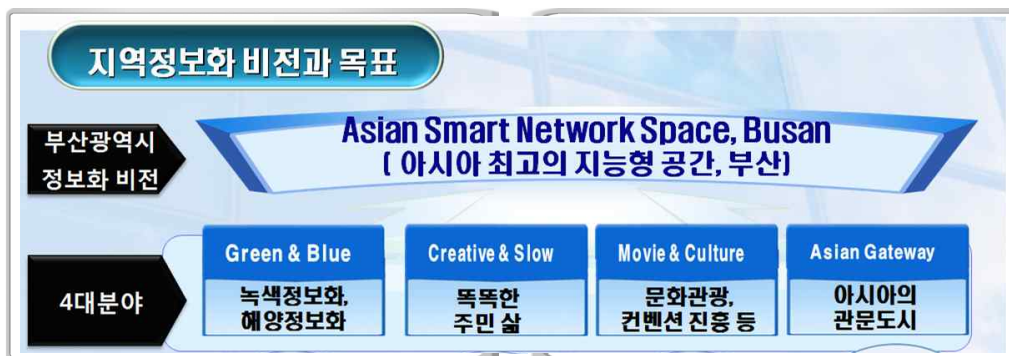 지역정보화 비전과 목표
부산광역시
정보화 비전
Asian Smart Network Space, Busan
( 아시아 최고의 지능형 공간, 부산)
4대분야
Green & Blue
녹색정보화,
해양정보화
Creative & Slow
똑똑한
주민 삶
Movie & Culture
문화관광,
컨벤션 진흥 등
Asian Gateway
아시아의
관문도시